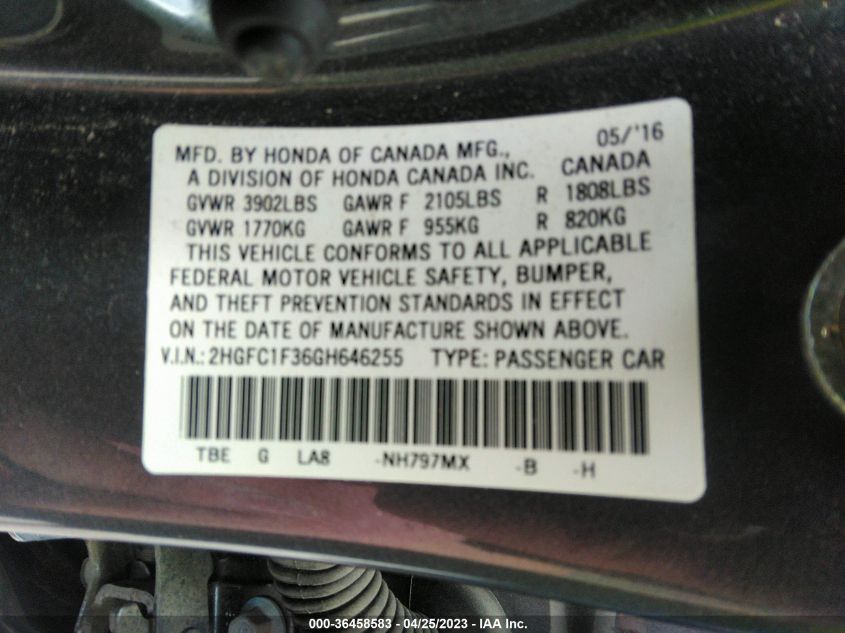 05/'16
MFD. BY HONDA OF CANADA MFG., CANADA
A DIVISION OF HONDA CANADA INC.
GVWR 3902LBS GAWR F 2105LBS R 1808LBS
GVWR 1770KG GAWR F 955KG R 820KG
THIS VEHICLE CONFORMS TO ALL APPLICABLE
FEDERAL MOTOR VEHICLE SAFETY, BUMPER,
AND THEFT PREVENTION STANDARDS IN EFFECT
ON THE DATE OF MANUFACTURE SHOWN ABOVE.
V.I.N.: 2HGFC1F36GH646255 TYPE: PASSENGER CAR
TBE G LA8 -NH797MX -B -H
000-36458583 - 04/25/2023 - IAA Inc.